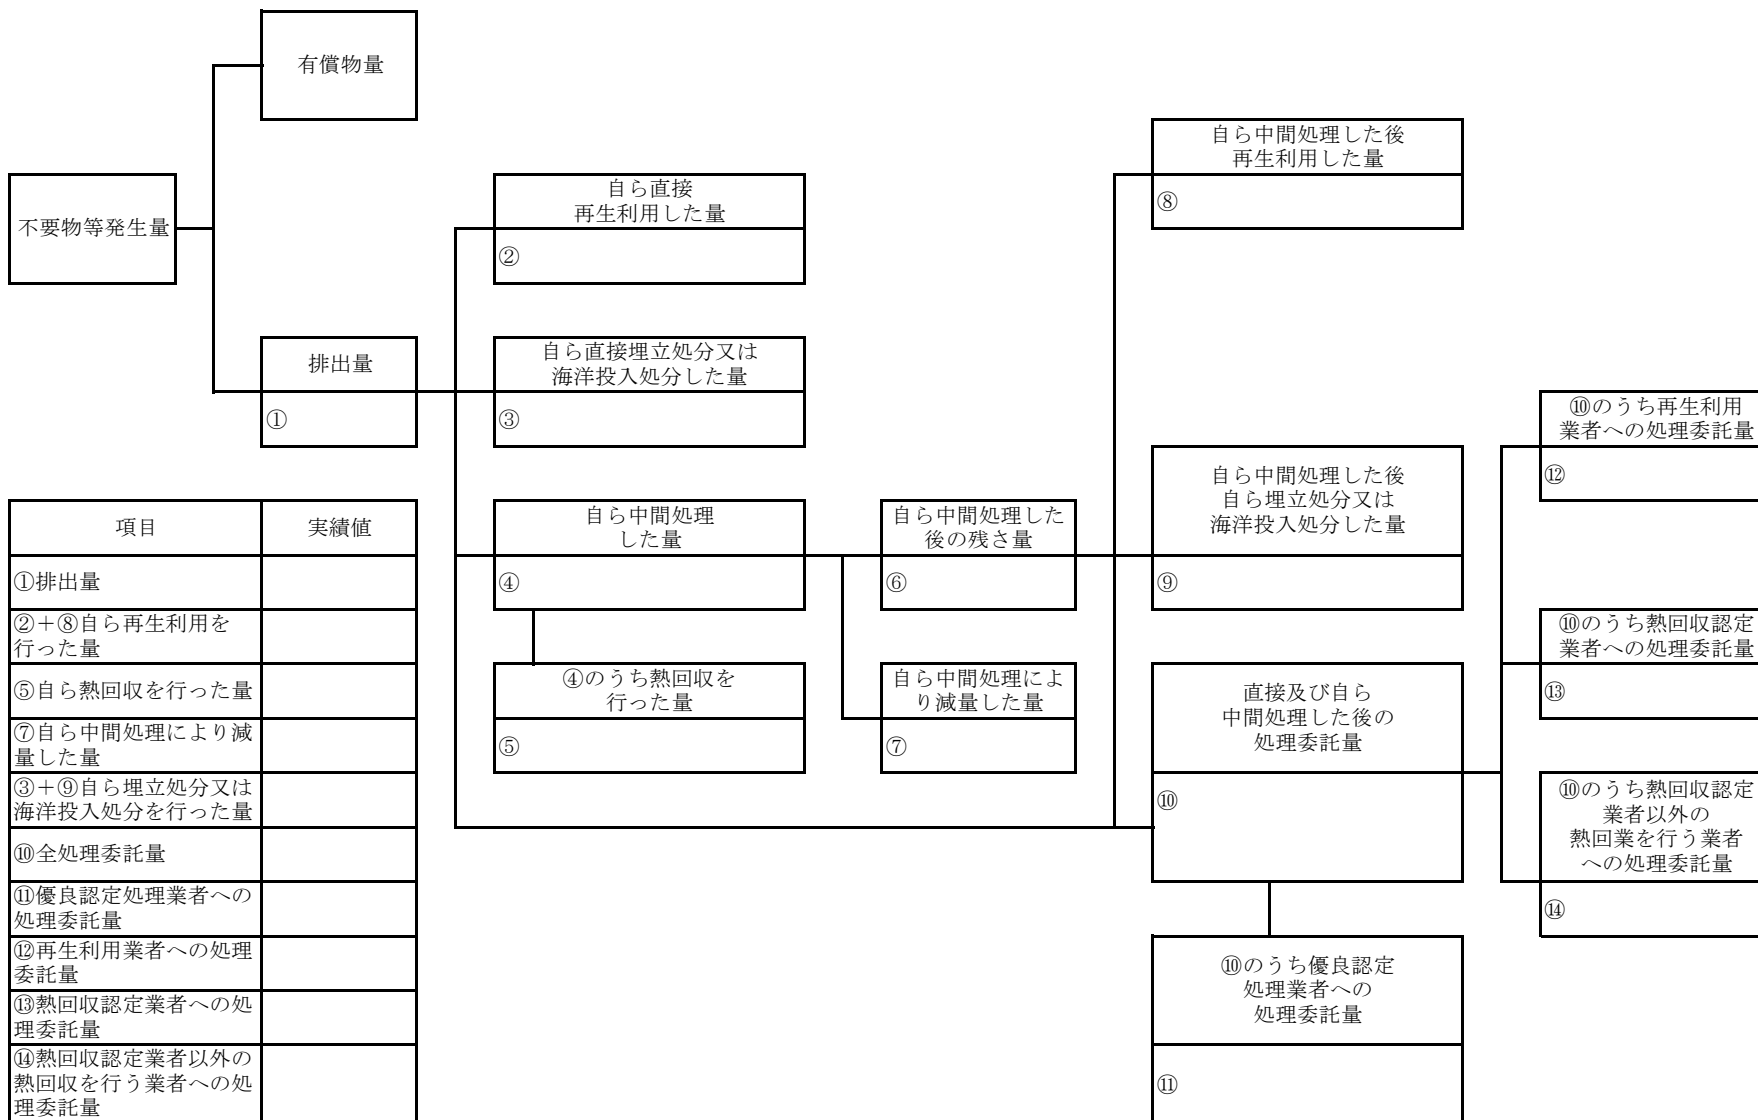 有償物量
不要物等発生量
排出量
①
自ら直接
再生利用した量
②
自ら直接埋立処分又は
海洋投入処分した量
③
自ら中間処理
した量
④
④のうち熱回収を
行った量
⑤
自ら中間処理した
後の残さ量
⑥
自ら中間処理によ
り減量した量
⑦
自ら中間処理した後
再生利用した量
⑧
自ら中間処理した後
自ら埋立処分又は
海洋投入処分した量
⑨
直接及び自ら
中間処理した後の
処理委託量
⑩
⑩のうち優良認定
処理業者への
処理委託量
⑪
⑩のうち再生利用
業者への処理委託量
⑫
⑩のうち熱回収認定
業者への処理委託量
⑬
⑩のうち熱回収認定
業者以外の
熱回業を行う業者
への処理委託量
⑭
項目 実績値
①排出量
②+⑧自ら再生利用を
行った量
⑤自ら熱回収を行った量
⑦自ら中間処理により減
量した量
③+⑨自ら埋立処分又は
海洋投入処分を行った量
⑩全処理委託量
⑪優良認定処理業者への
処理委託量
⑫再生利用業者への処理
委託量
⑬熱回収認定業者への処
理委託量
⑭熱回収認定業者以外の
熱回収を行う業者への処
理委託量